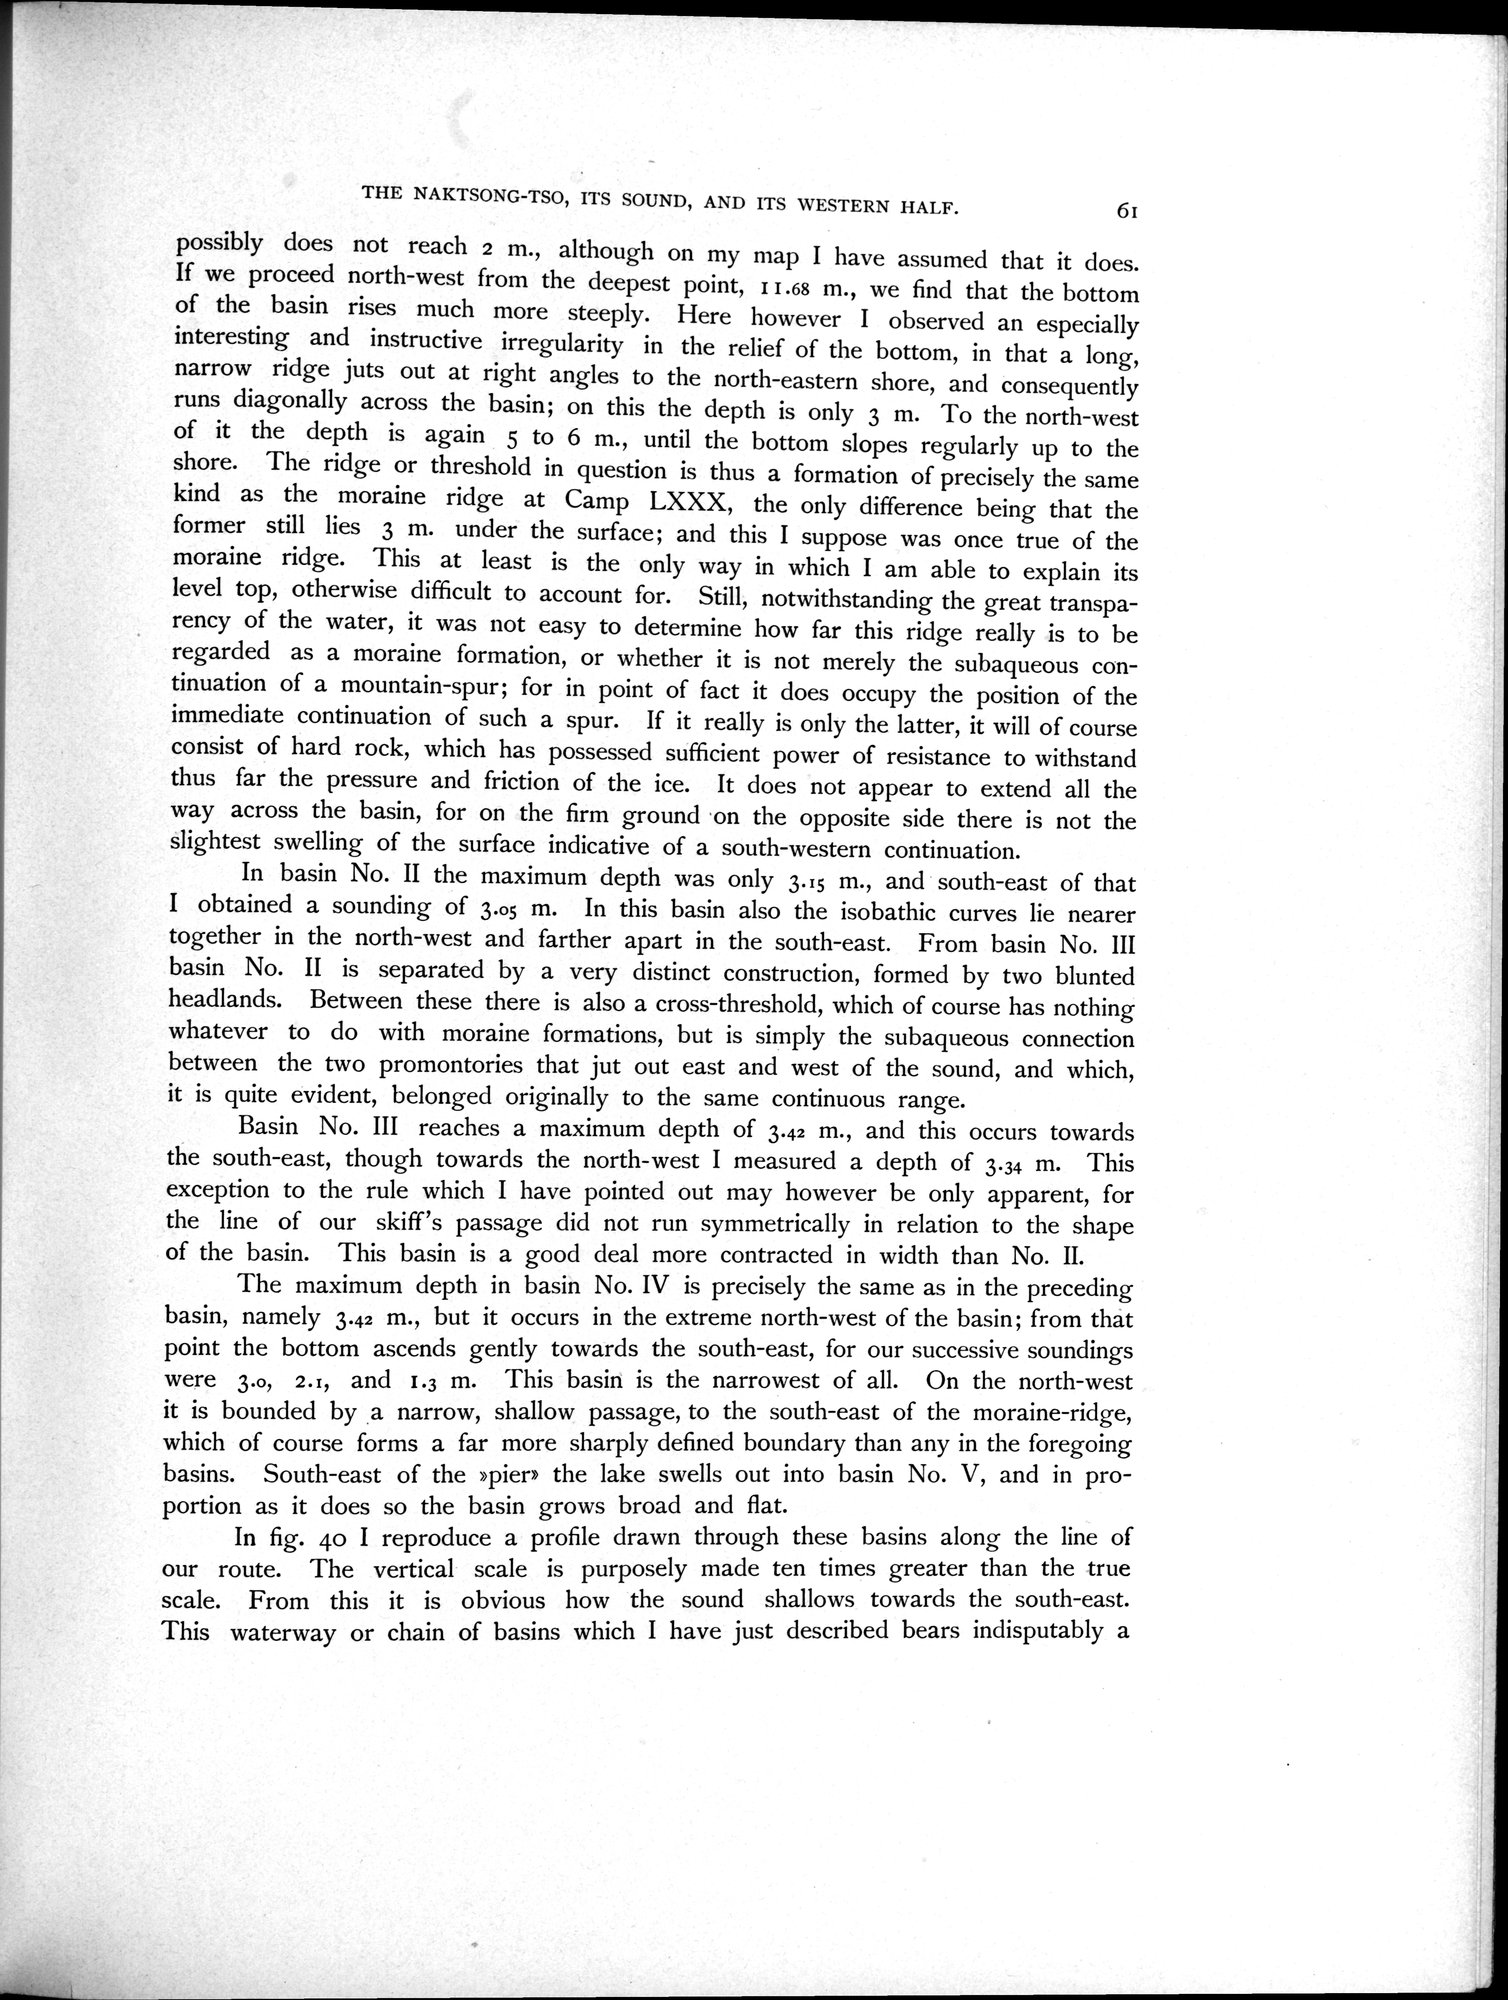 THE NAKTSONG-TSO, ITS SOUND, AND ITS WESTERN HALF. 61
possibly does not reach 2 m., although on my map I have assumed that it does.
If we proceed north-west from the deepest point, 11.68 m., we find that the bottom
of the basin rises much more steeply. Here however I observed an especially
interesting and instructive irregularity in the relief of the bottom, in that a long,
narrow ridge juts out at right angles to the north-eastern shore, and consequently
runs diagonally across the basin; on this the depth is only 3 m. To the north-west
of it the depth is again 5 to 6 m., until the bottom slopes regularly up to the
shore. The ridge or threshold in question is thus a formation of precisely the same
kind as the moraine ridge at Camp LXXX, the only difference being that the
former still lies 3 m. under the surface; and this I suppose was once true of the
moraine ridge. This at least is the only way in which I am able to explain its
level top, otherwise difficult to account for. Still, notwithstanding the great transpa-
rency of the water, it was not easy to determine how far this ridge really is to be
regarded as a moraine formation, or whether it is not merely the subaqueous con-
tinuation of a mountain-spur; for in point of fact it does occupy the position of the
immediate continuation of such a spur. If it really is only the latter, it will of course
consist of hard rock, which has possessed sufficient power of resistance to withstand
thus far the pressure and friction of the ice. It does not appear to extend all the
way across the basin, for on the firm ground on the opposite side there is not the
slightest swelling of the surface indicative of a south-western continuation.
In basin No. II the maximum depth was only 3.15 m., and south-east of that
I obtained a sounding of 3.05 m. In this basin also the isobathic curves lie nearer
together in the north-west and farther apart in the south-east. From basin No. III
basin No. II is separated by a very distinct construction, formed by two blunted
headlands. Between these there is also a cross-threshold, which of course has nothing
whatever to do with moraine formations, but is simply the subaqueous connection
between the two promontories that jut out east and west of the sound, and which,
it is quite evident, belonged originally to the same continuous range.
Basin No. III reaches a maximum depth of 3.42 m., and this occurs towards
the south-east, though towards the north-west I measured a depth of 3.34 m. This
exception to the rule which I have pointed out may however be only apparent, for
the line of our skiff's passage did not run symmetrically in relation to the shape
of the basin. This basin is a good deal more contracted in width than No. II.
The maximum depth in basin No. IV is precisely the same as in the preceding
basin, namely 3.42 m., but it occurs in the extreme north-west of the basin; from that
point the bottom ascends gently towards the south-east, for our successive soundings
were 3.0, 2.1, and 1.3 m. This basin is the narrowest of all. On the north-west
it is bounded by a narrow, shallow passage, to the south-east of the moraine-ridge,
which of course forms a far more sharply defined boundary than any in the foregoing
basins. South-east of the »pier» the lake swells out into basin No. V, and in pro-
portion as it does so the basin grows broad and flat.
In fig. 40 I reproduce a profile drawn through these basins along the line of
our route. The vertical scale is purposely made ten times greater than the true
scale. From this it is obvious how the sound shallows towards the south-east.
This waterway or chain of basins which I have just described bears indisputably a